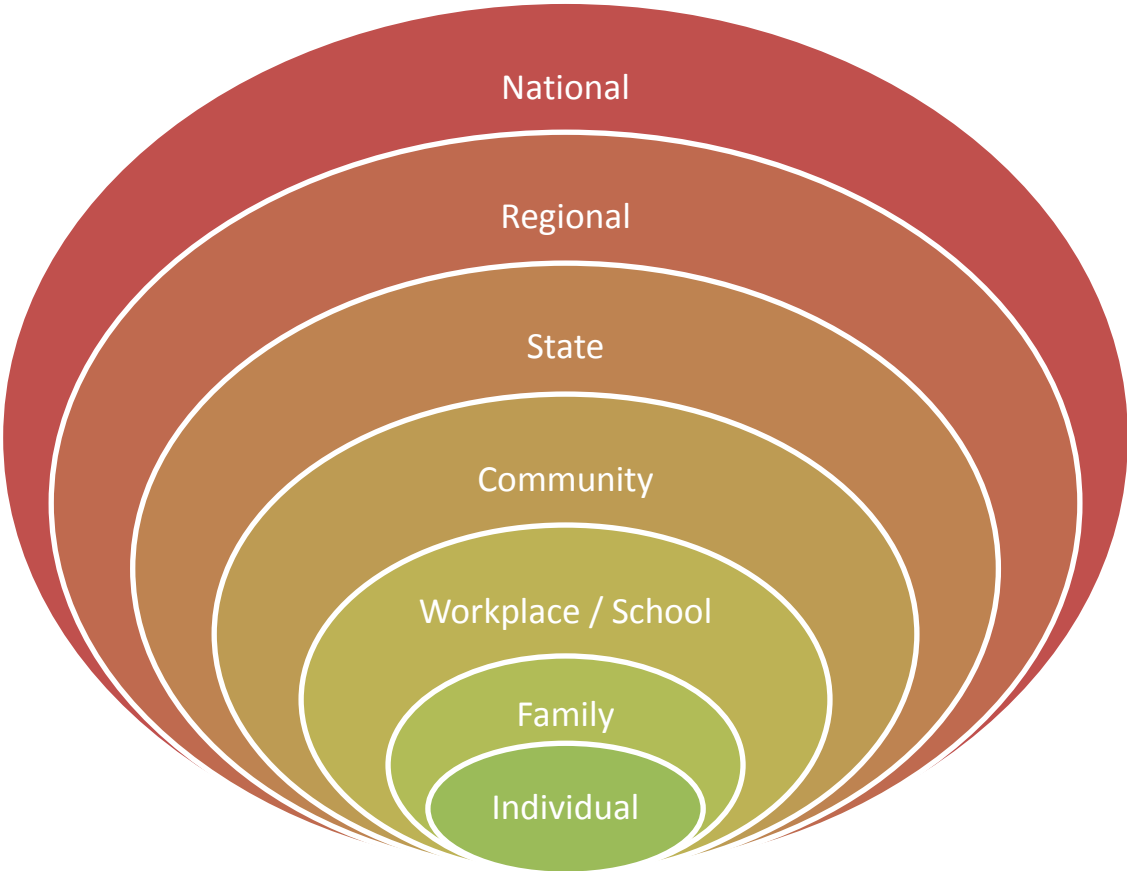 National
Regional
State
Community
Workplace / School
Family
Individual